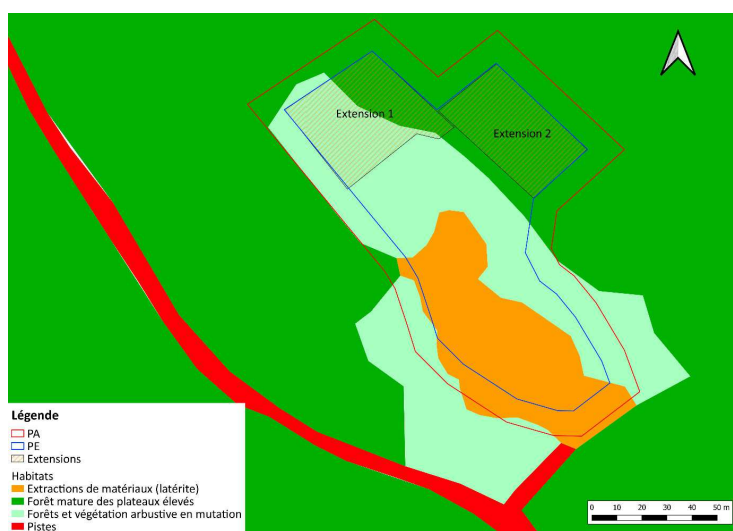 Extension 1
Extension 2
Légende
PA
PE
Extensions
Habitats
Extractions de matériaux (latérite)
Forêt mature des plateaux élevés
Forêts et végétation arbustive en mutation
Pistes
0 10 20 30 40 50 m